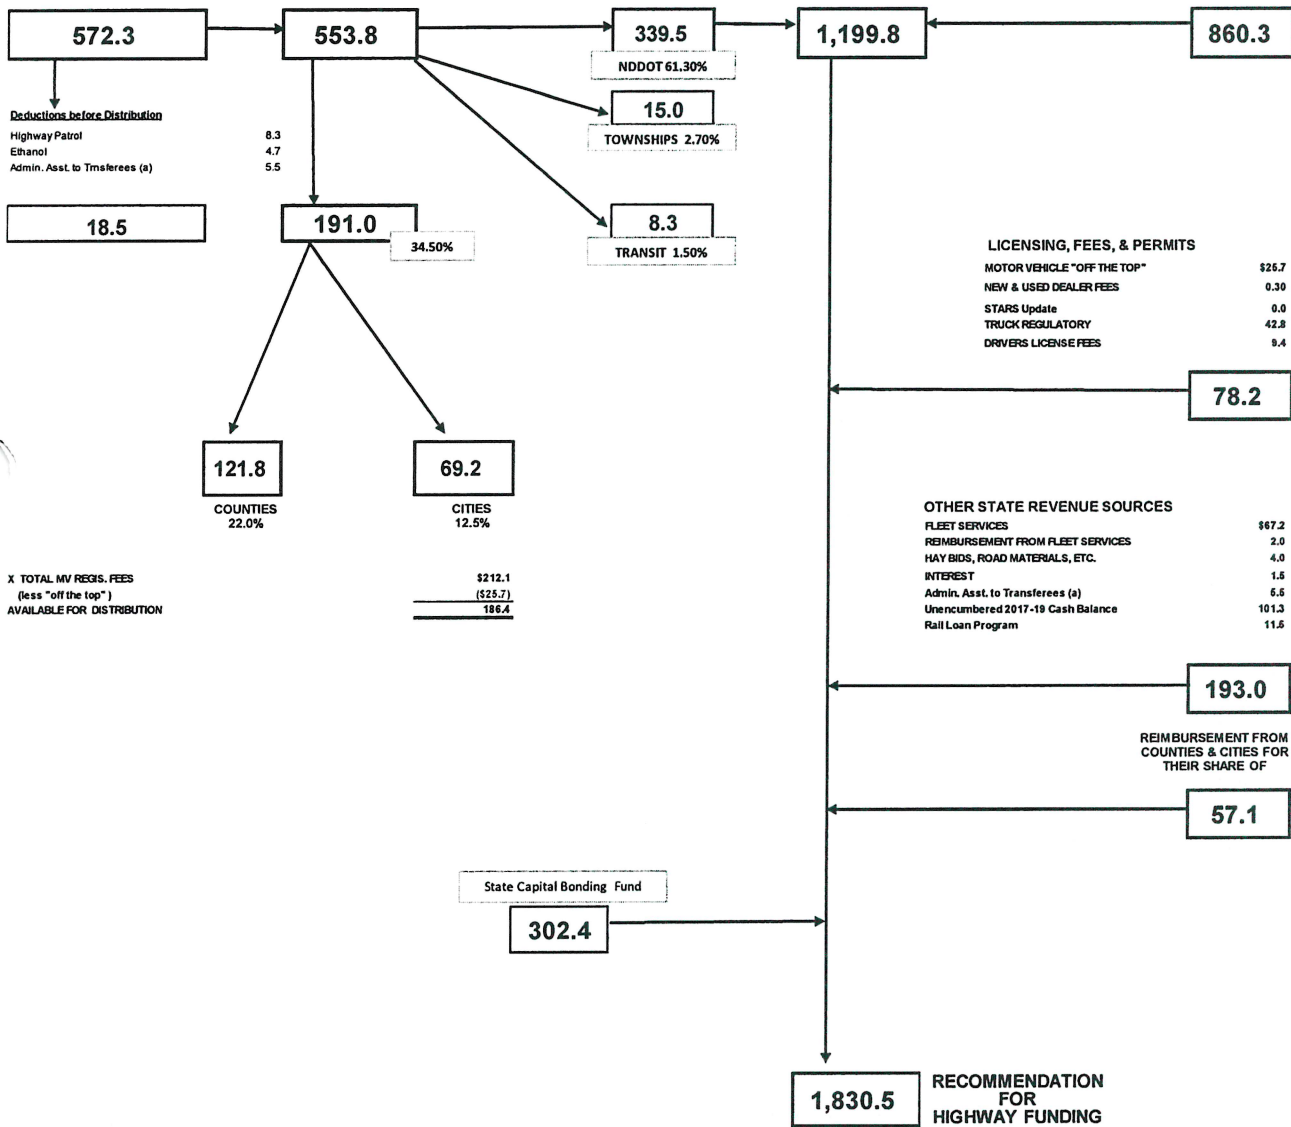 572.3
553.8
339.5
1,199.8
860.3
NDDOT 61.30%
15.0
TOWNSHIPS 2.70%
Deductions before Distribution
Highway Patrol 8.3
Ethanol 4.7
Admin. Asst. to Trnsferees (a) 5.5
18.5
191.0
34.50%
8.3
TRANSIT 1.50%
LICENSING, FEES, & PERMITS
MOTOR VEHICLE "OFF THE TOP" $25.7
NEW & USED DEALER FEES 0.30
STARS Update 0.0
TRUCK REGULATORY 42.8
DRIVERS LICENSE FEES 9.4
78.2
121.8
COUNTIES
22.0%
69.2
CITIES
12.5%
X TOTAL MV REGIS. FEES $212.1
(less "off the top" ) ($25.7)
AVAILABLE FOR DISTRIBUTION 186.4
OTHER STATE REVENUE SOURCES
FLEET SERVICES $67.2
REIMBURSEMENT FROM FLEET SERVICES 2.0
HAY BIDS, ROAD MATERIALS, ETC. 4.0
INTEREST 1.5
Admin. Asst. to Transferees (a) 5.5
Unencumbered 2017-19 Cash Balance 101.3
Rail Loan Program 11.5
193.0
REIMBURSEMENT FROM
COUNTIES & CITIES FOR
THEIR SHARE OF
57.1
State Capital Bonding Fund
302.4
1,830.5
RECOMMENDATION
FOR
HIGHWAY FUNDING